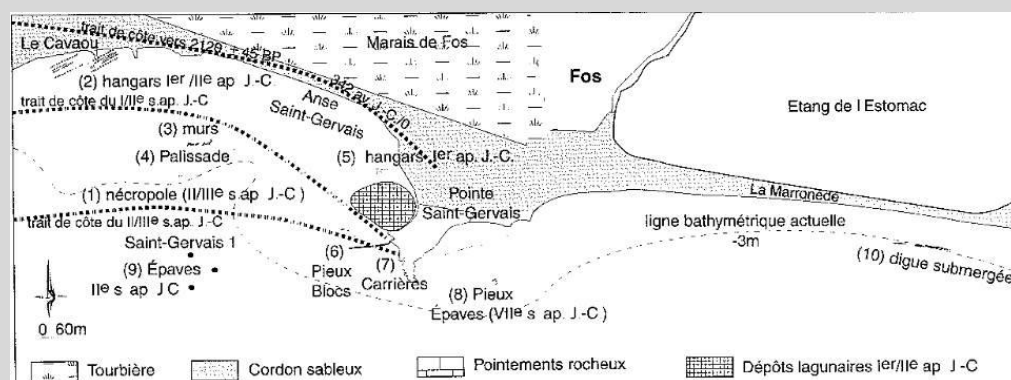 trait de côte vers 2120 ± 45 BP
342 av. J-C /0
Le Cavaou
Marais de Fos
Fos
Etang de l'Estomac
(2) hangars Ier /IIe ap J.-C
Anse
Saint-Gervais
trait de côte du I/IIe s.ap. J.-C
(3) murs
(4) Palissade
(5) hangars Ier ap. J.-C.
(1) nécropole (II/IIIe s ap J.-C )
Pointe
Saint-Gervais
La Marronède
trait de côte du II/IIIe s.ap. J.-C
ligne bathymétrique actuelle
-3m
Saint-Gervais 1
(9) Épaves
IIe s ap J C
(6)
Pieux
Blocs
(7)
Carrières
(8) Pieux
Épaves (VIIe s ap. J.-C )
(10) digue submergée
0 60m
Tourbière
Cordon sableux
Pointements rocheux
Dépôts lagunaires Ier/IIe ap J -C